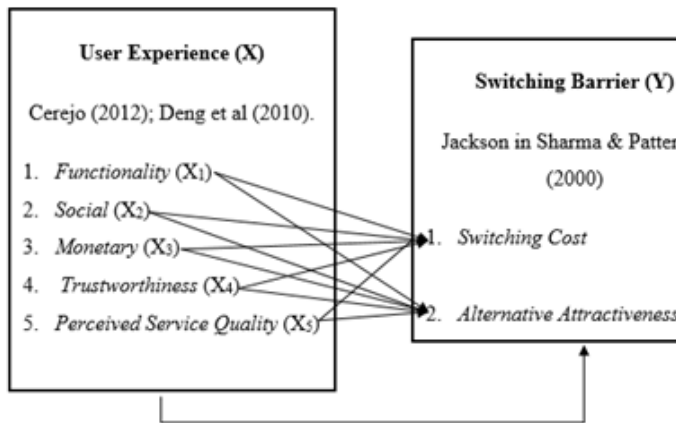 User Experience (X)
Cerejo (2012); Deng et al (2010).
1. Functionality (X₁)
2. Social (X₂)
3. Monetary (X₃)
4. Trustworthiness (X₄)
5. Perceived Service Quality (X₅)
Switching Barrier (Y)
Jackson in Sharma & Patter
(2000)
1. Switching Cost
2. Alternative Attractiveness